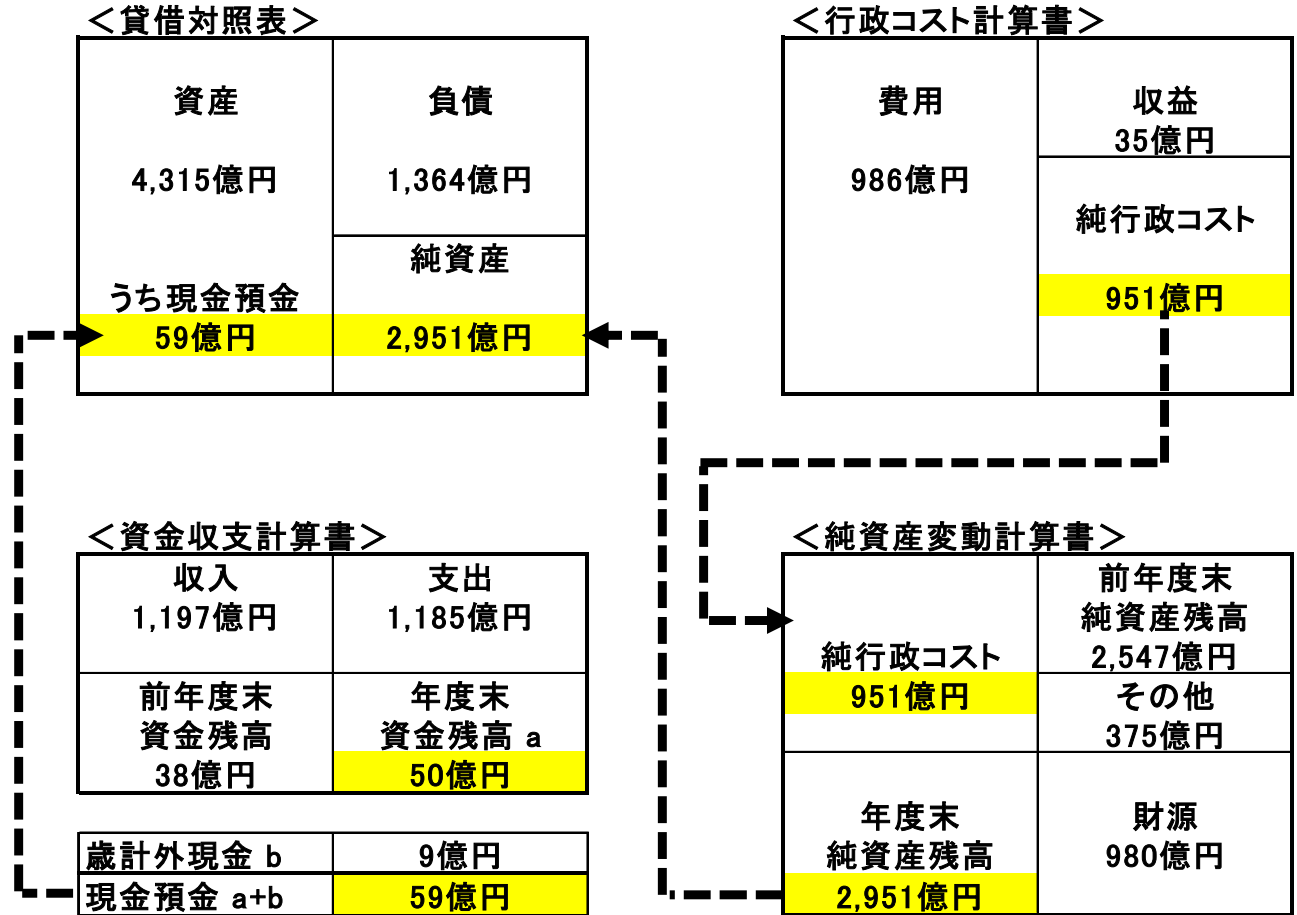 ＜貸借対照表＞
資産
4,315億円
うち現金預金
59億円
負債
1,364億円
純資産
2,951億円
＜行政コスト計算書＞
費用
986億円
収益
35億円
純行政コスト
951億円
＜資金収支計算書＞
収入
1,197億円
支出
1,185億円
前年度末
資金残高
38億円
年度末
資金残高 a
50億円
歳計外現金 b
9億円
現金預金 a+b
59億円
＜純資産変動計算書＞
純行政コスト
951億円
前年度末
純資産残高
2,547億円
その他
375億円
年度末
純資産残高
2,951億円
財源
980億円